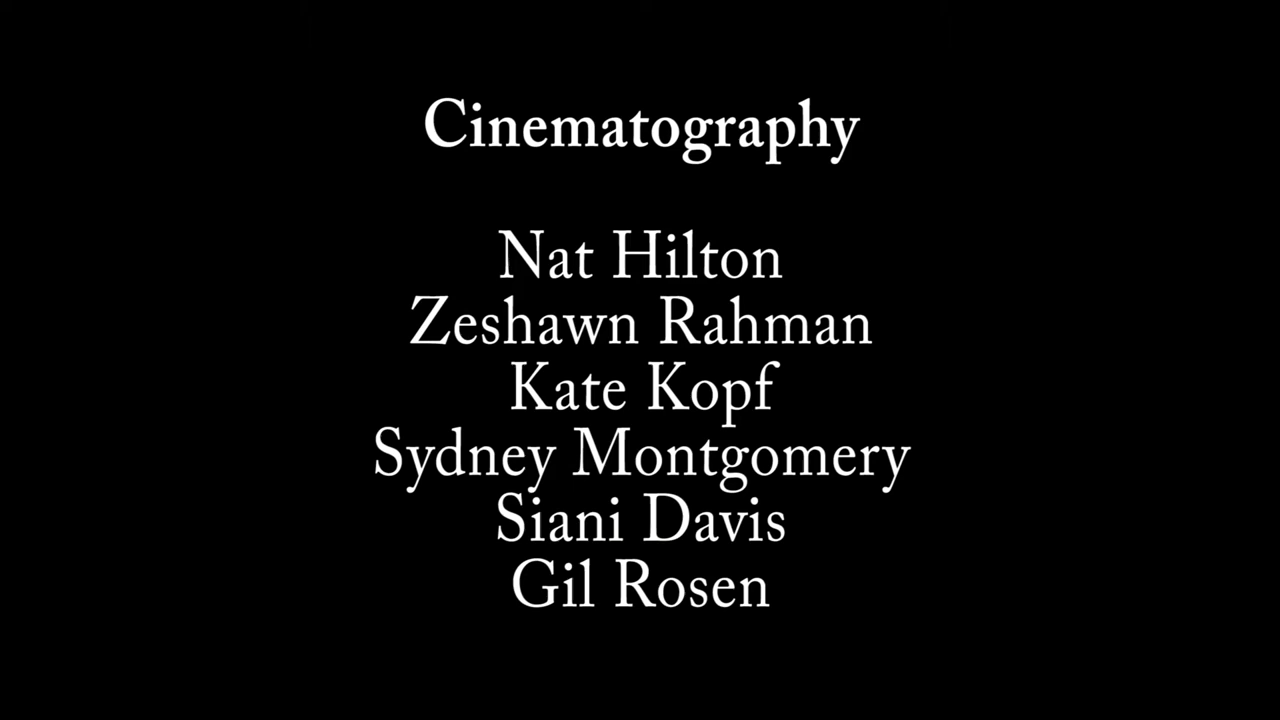 Cinematography
Nat Hilton
Zeshawn Rahman
Kate Kopf
Sydney Montgomery
Siani Davis
Gil Rosen